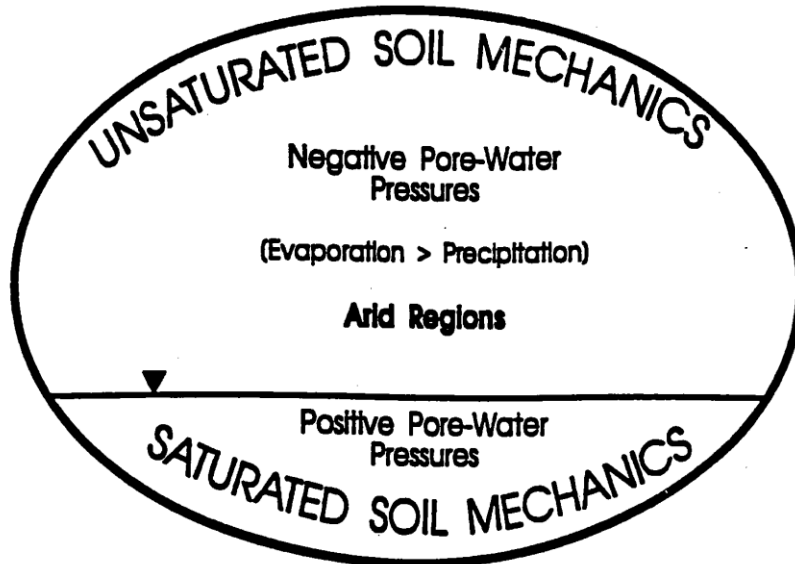 UNSATURATED SOIL MECHANICS
Negative Pore-Water
Pressures
(Evaporation > Precipitation)
Arid Regions
Positive Pore-Water
Pressures
SATURATED SOIL MECHANICS